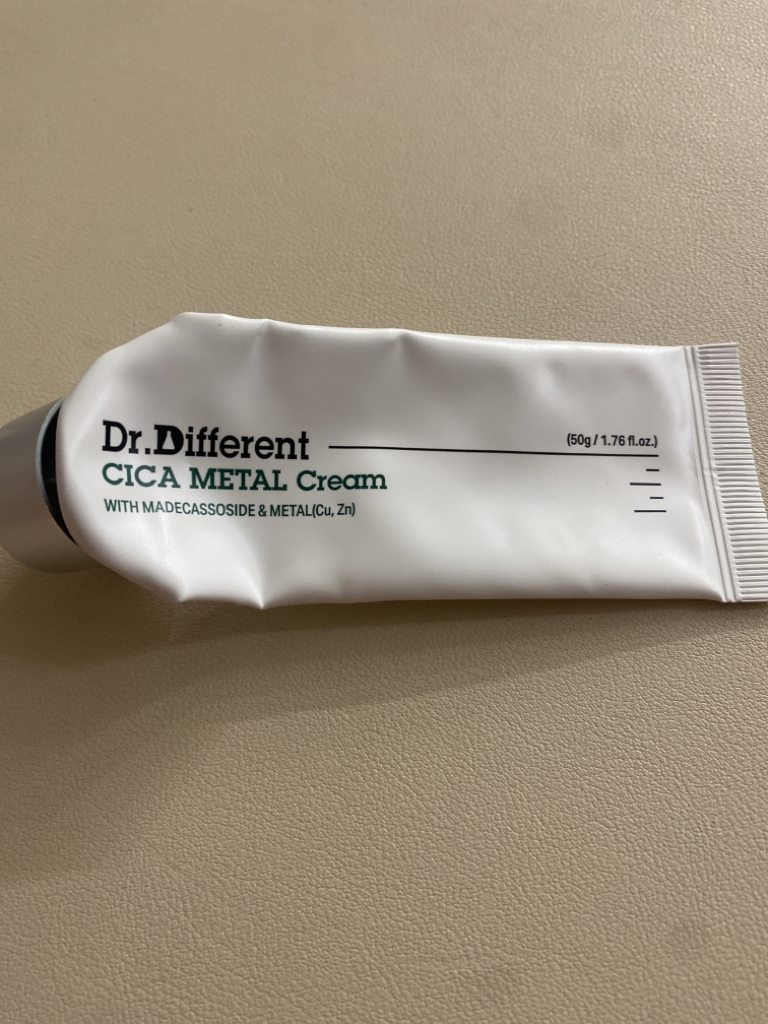 Dr.Different
(50g / 1.76 fl.oz.)
CICA METAL Cream
WITH MADECASSOSIDE & METAL(Cu, Zn)